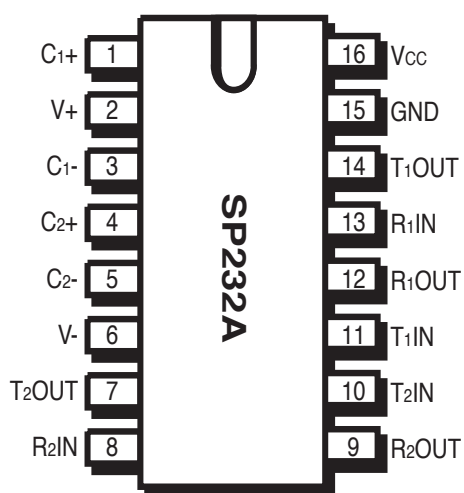 C1+ 1 16 VCC
V+ 2 15 GND
C1- 3 14 T1OUT
C2+ 4 13 R1IN
C2- 5 12 R1OUT
V- 6 11 T1IN
T2OUT 7 10 T2IN
R2IN 8 9 R2OUT
SP232A